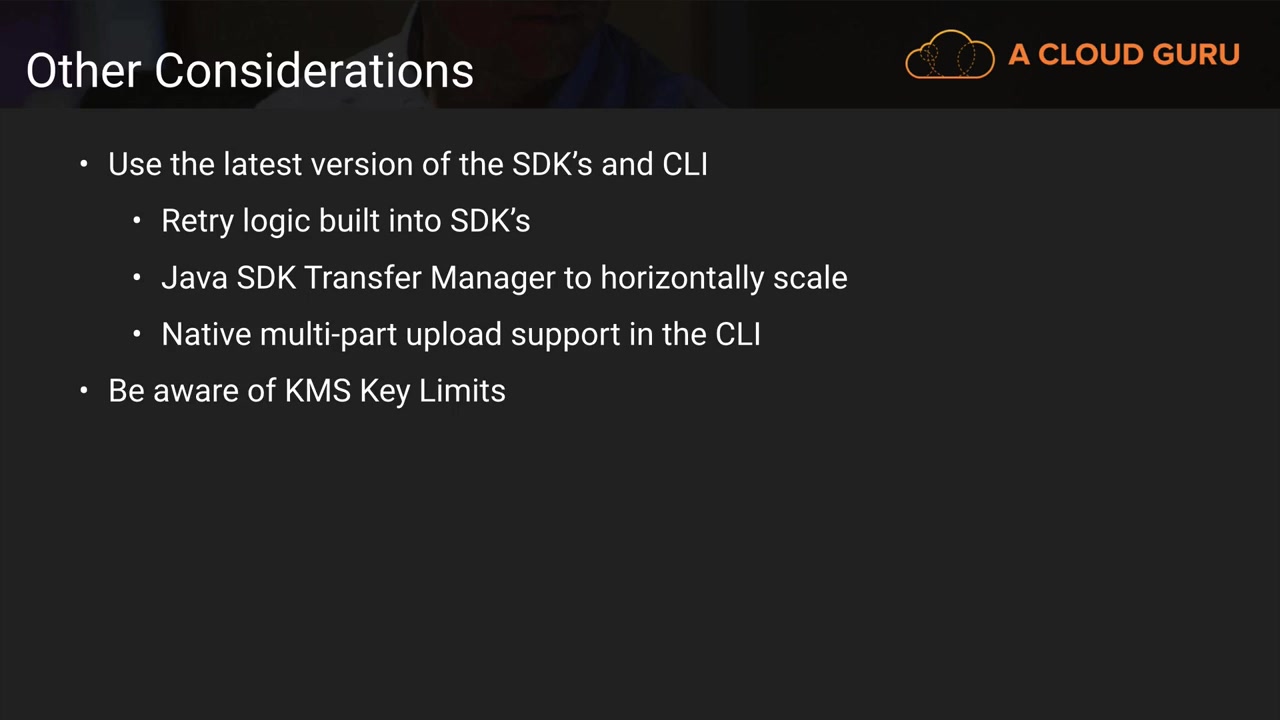 Other Considerations
A CLOUD GURU
• Use the latest version of the SDK’s and CLI
• Retry logic built into SDK’s
• Java SDK Transfer Manager to horizontally scale
• Native multi-part upload support in the CLI
• Be aware of KMS Key Limits